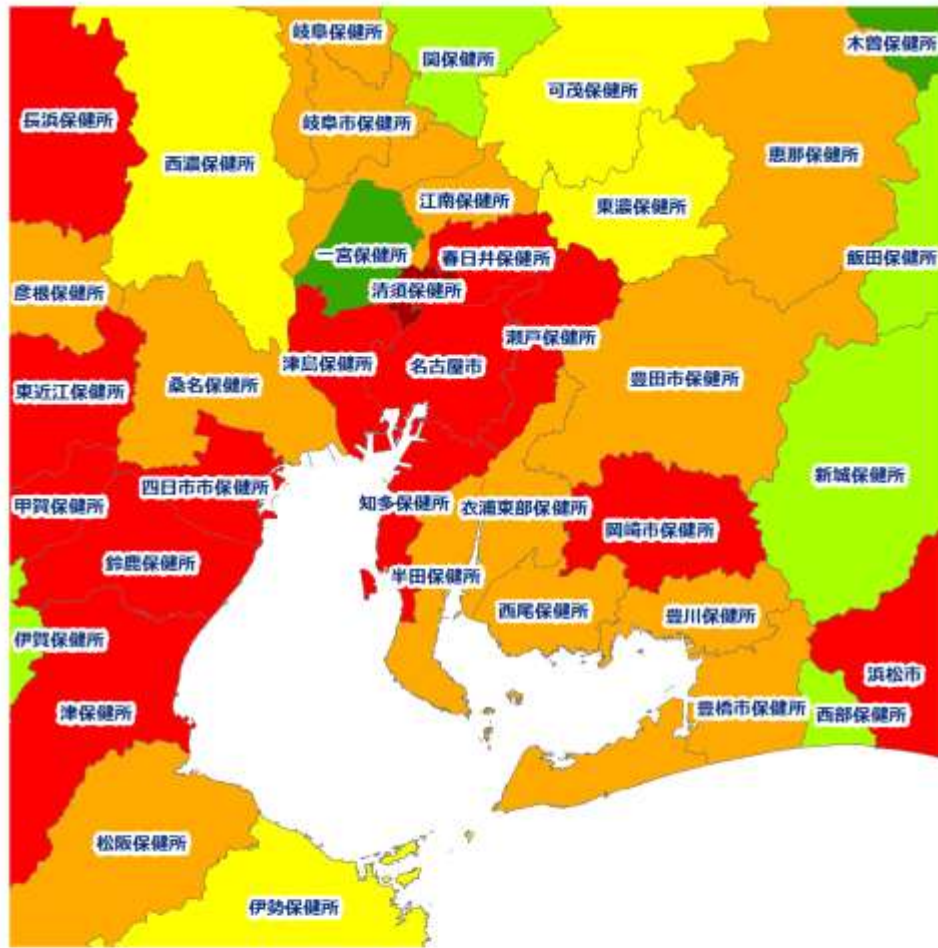 岐阜保健所
関保健所
木曽保健所
可茂保健所
長浜保健所
岐阜市保健所
西濃保健所
恵那保健所
江南保健所
東濃保健所
一宮保健所
春日井保健所
飯田保健所
彦根保健所
清須保健所
瀬戸保健所
津島保健所
名古屋市
豊田市保健所
東近江保健所
桑名保健所
新城保健所
四日市市保健所
甲賀保健所
知多保健所
衣浦東部保健所
岡崎市保健所
鈴鹿保健所
半田保健所
西尾保健所
豊川保健所
伊賀保健所
浜松市
津保健所
豊橋市保健所
西部保健所
松阪保健所
伊勢保健所